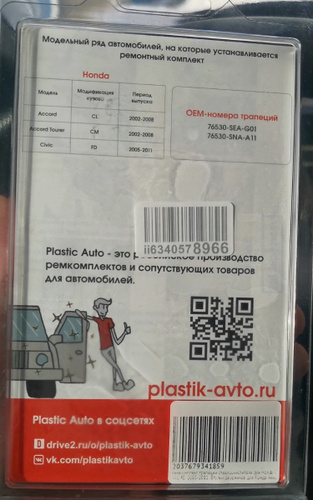 Модельный ряд автомобилей, на которые устанавливается
ремонтный комплект
Honda
Модель Модификация кузова Период выпуска
Accord CL 2002-2008
Accord Tourer CM 2002-2008
Civic FD 2005-2011
OEM-номера трапеций
76530-SEA-G01
76530-SNA-A11
ii6340578966
Plastic Auto - это российское производство
ремкомплектов и сопутствующих товаров
для автомобилей.
plastik-avto.ru
Plastic Auto в соцсетях
drive2.ru/o/plastik-avto
vk.com/plastikavto
2037679341859